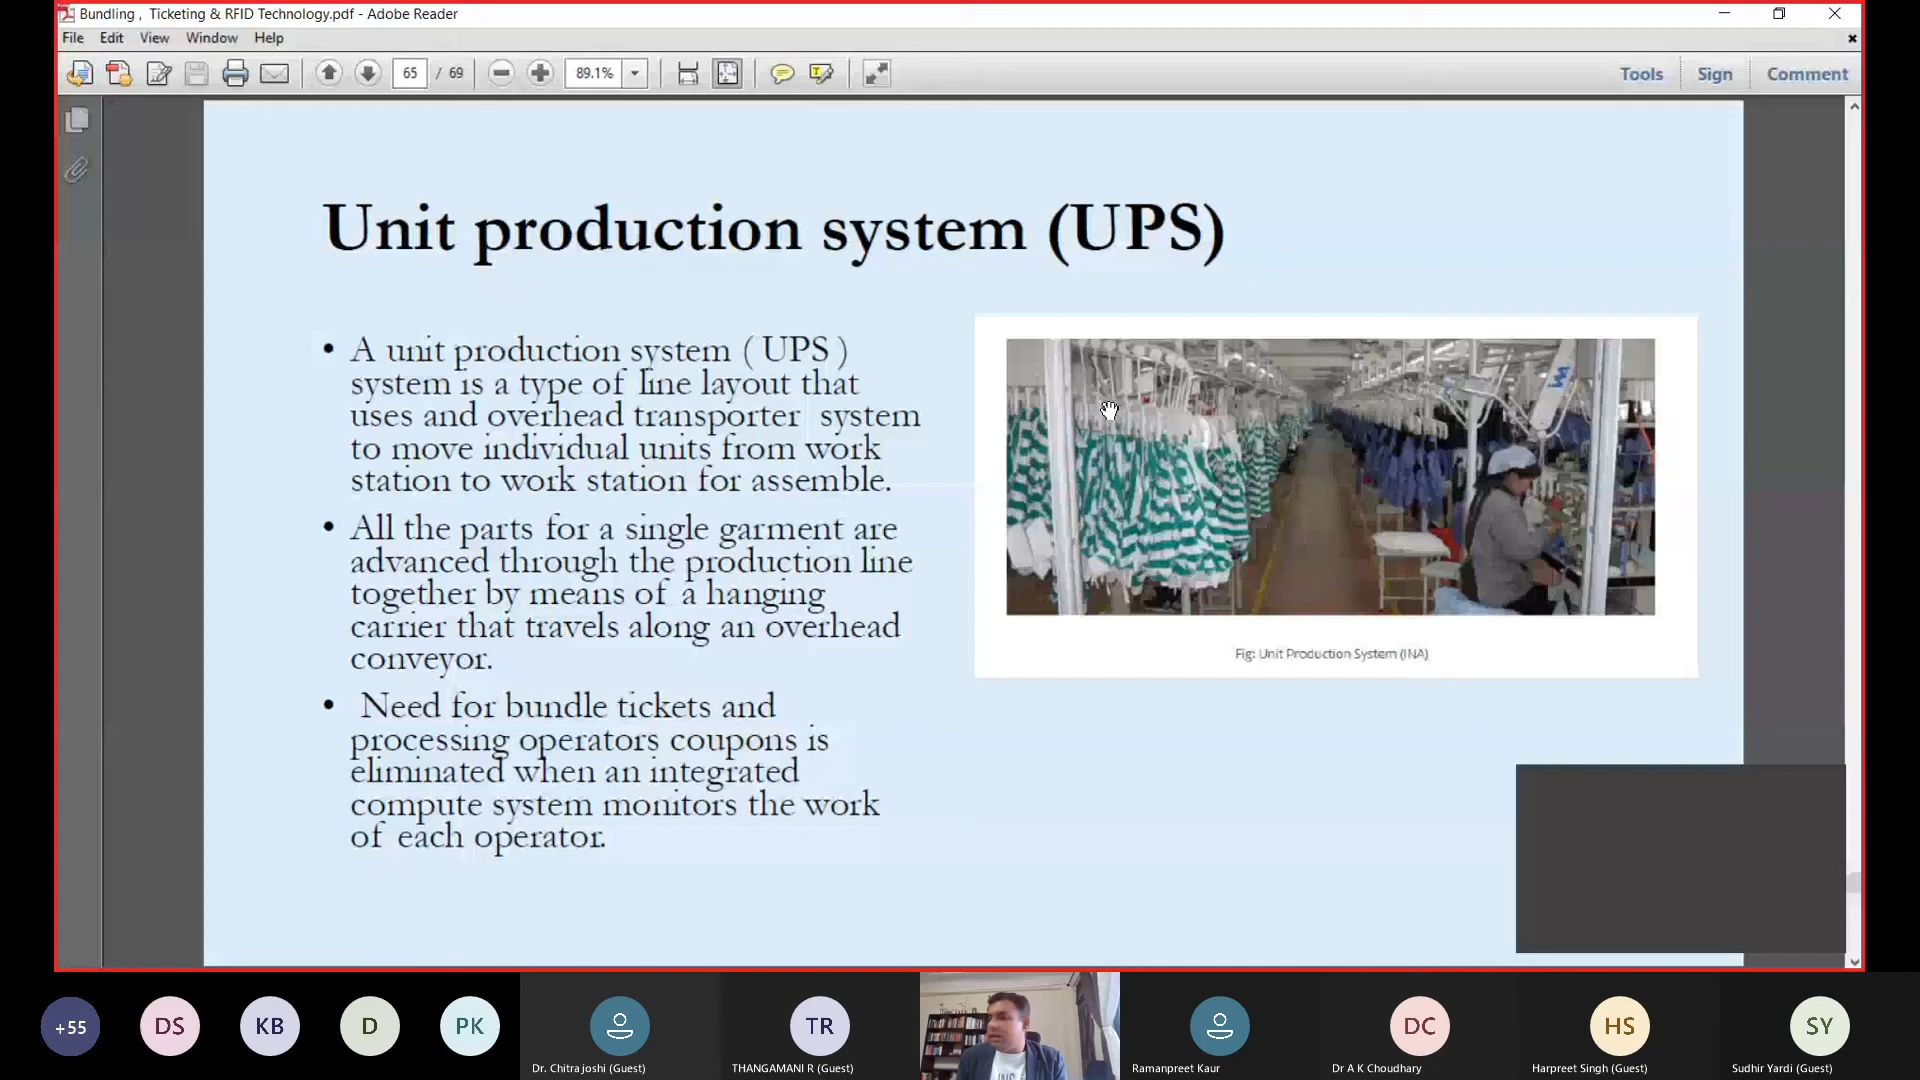 Bundling , Ticketing & RFID Technology.pdf - Adobe Reader
File Edit View Window Help
65 / 69 89.1% Tools Sign Comment
Unit production system (UPS)
• A unit production system ( UPS )
system is a type of line layout that
uses and overhead transporter system
to move individual units from work
station to work station for assemble.
• All the parts for a single garment are
advanced through the production line
together by means of a hanging
carrier that travels along an overhead
conveyor.
• Need for bundle tickets and
processing operators coupons is
eliminated when an integrated
compute system monitors the work
of each operator.
Fig: Unit Production System (INA)
+55 DS KB D PK TR DC HS SY
Dr. Chitra joshi (Guest) THANGAMANI R (Guest) Ramanpreet Kaur Dr A K Choudhary Harpreet Singh (Guest) Sudhir Yardi (Guest)